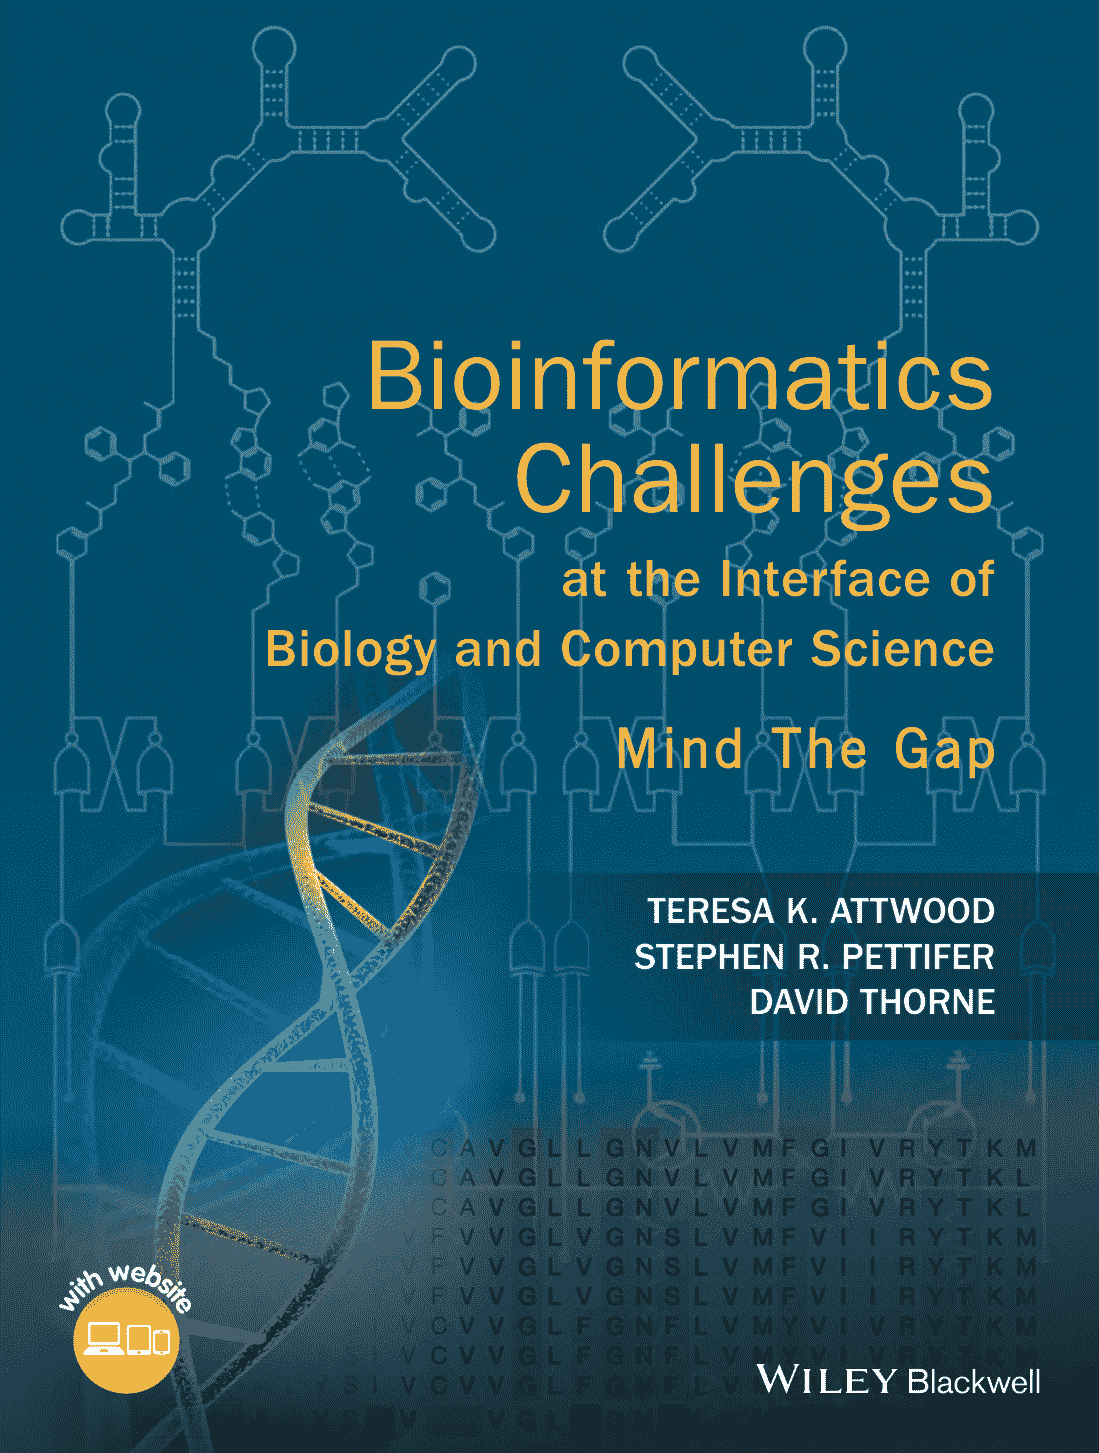 Bioinformatics
Challenges
at the Interface of
Biology and Computer Science
Mind The Gap
TERESA K. ATTWOOD
STEPHEN R. PETTIFER
DAVID THORNE
C A V G L L G N V L V M F G I V R Y T K M
C A V G L L G N V L V M F G I V R Y T K L
C A V G L L G N V L V M F G I V R Y T K L
V F V V G L V G N S L V M F V I R Y T K M
V F V V G L V G N S L V M F V I R Y T K M
V F V V G L V G N S L V M F V I I R Y T K M
V C V V G L F G N F L V M Y V I V R Y T K M
with website
WILEY Blackwell